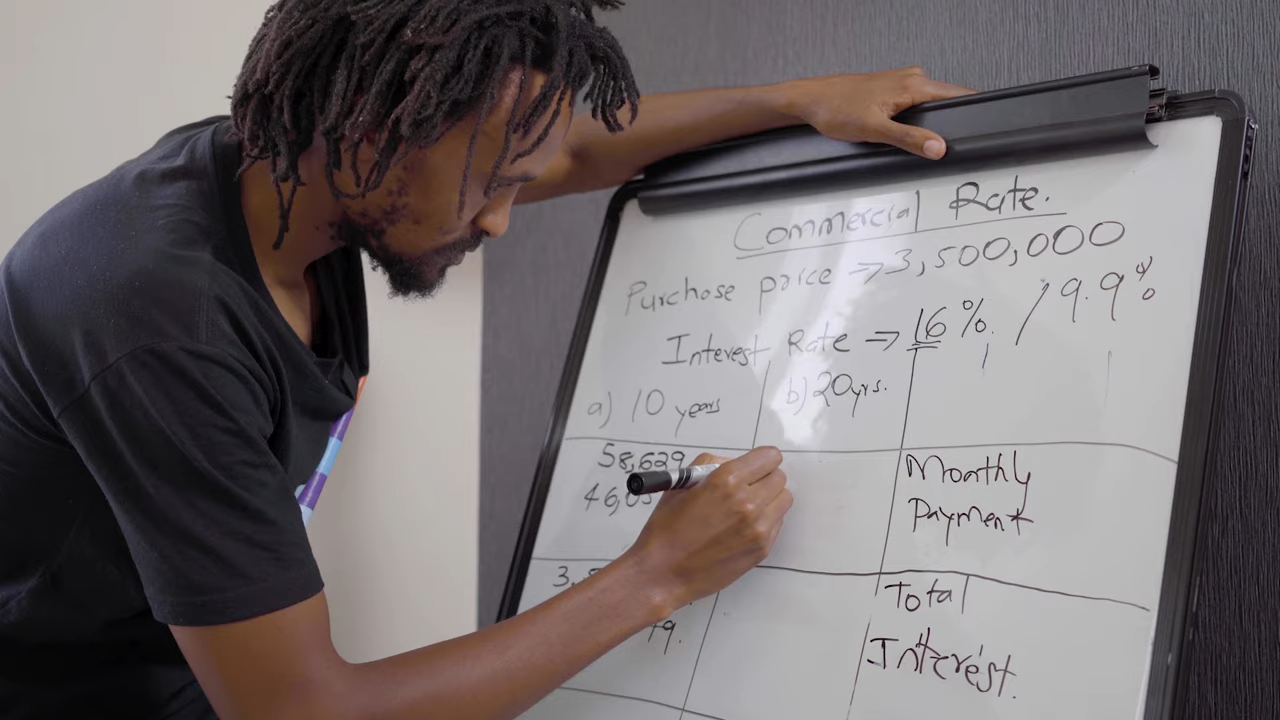 Commercial Rate.
Purchase price => 3,500,000
Interest Rate => 16%. / 9.9%
a) 10 years b) 20yrs.
58,629
Monthly
Payment
Total
Interest.